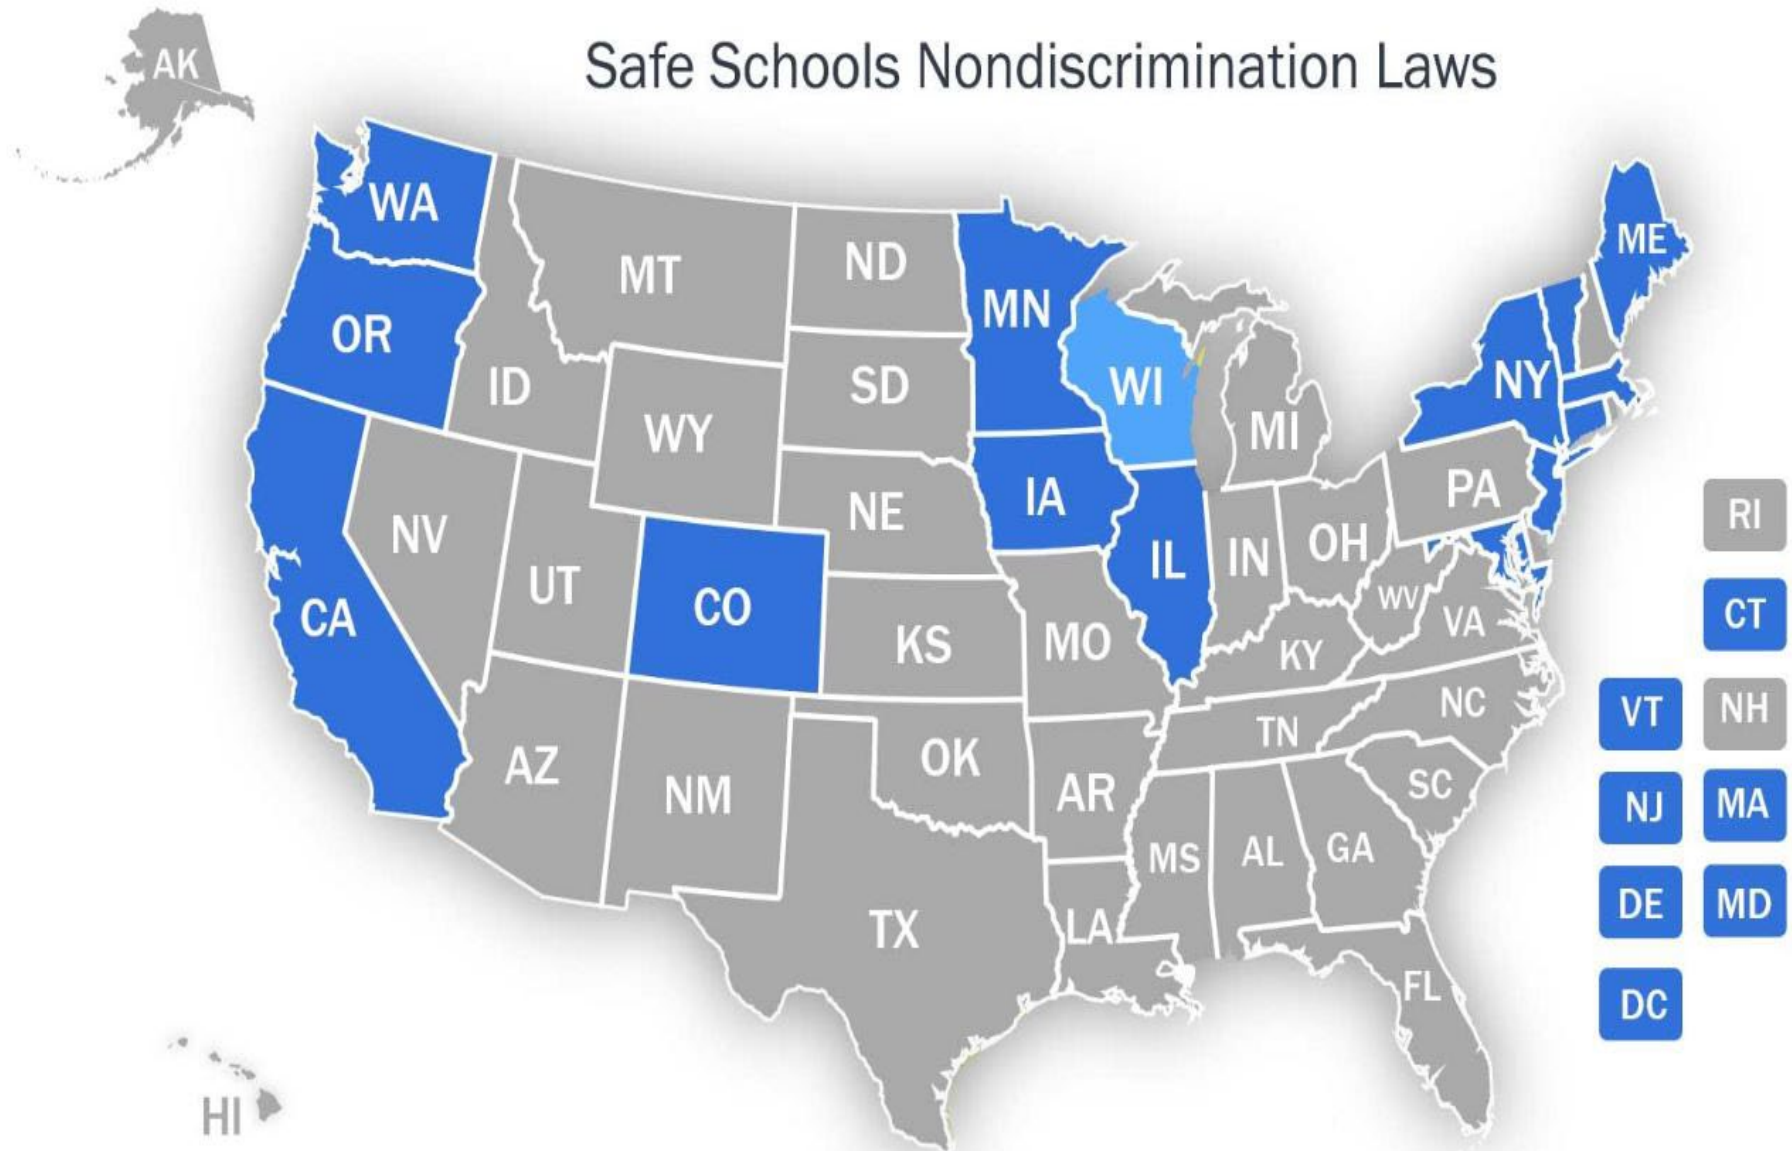 AK
Safe Schools Nondiscrimination Laws
WA
MT
ND
MN
ME
OR
ID
SD
WI
NY
WY
MI
IA
PA
NV
NE
RI
UT
CO
IL
IN
OH
CA
KS
MO
WV
VA
CT
KY
AZ
NM
OK
AR
TN
NC
VT
NH
SC
NJ
MA
MS
AL
GA
TX
LA
DE
MD
FL
DC
HI